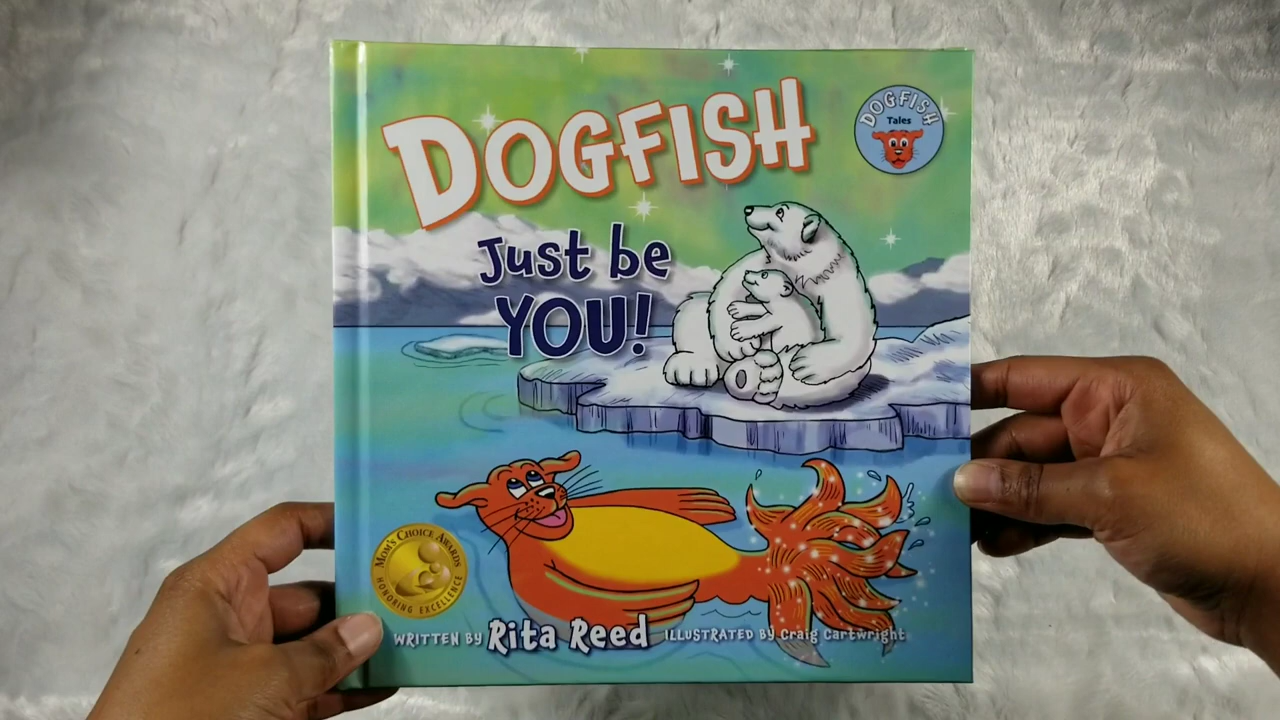 DOGFISH
DOGFISH
Tales
Just be
YOU!
MOM'S CHOICE AWARDS
HONORING EXCELLENCE
WRITTEN BY Rita Reed ILLUSTRATED BY Craig Cartwright